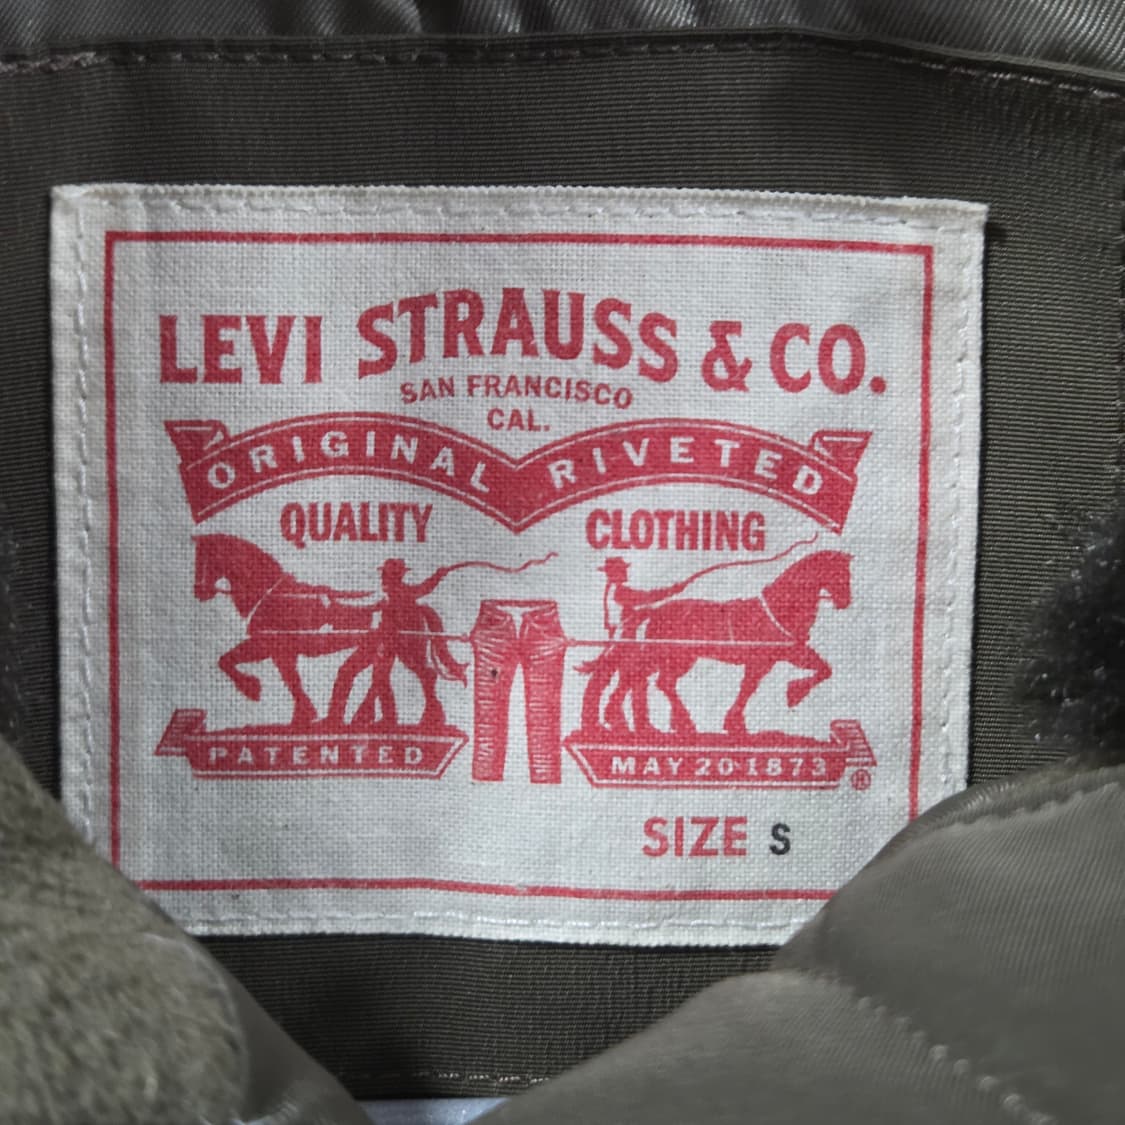 LEVI STRAUSS & CO.
SAN FRANCISCO
CAL.
ORIGINAL RIVETED
QUALITY CLOTHING
PATENTED MAY 20 1873 ®
SIZE S